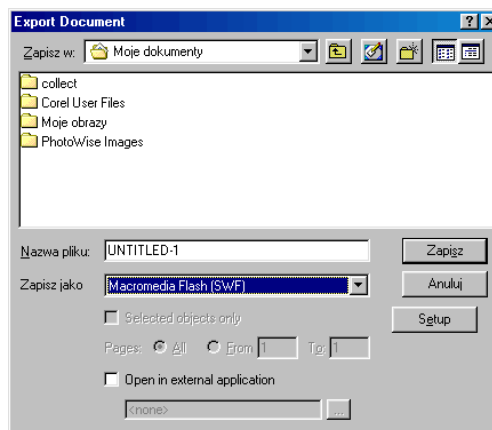 Export Document
Zapisz w: Moje dokumenty
collect
Corel User Files
Moje obrazy
PhotoWise Images
Nazwa pliku: UNTITLED-1 Zapisz
Zapisz jako Macromedia Flash (SWF) Anuluj
Selected objects only Setup
Pages: All From 1 To: 1
Open in external application
<none> ...